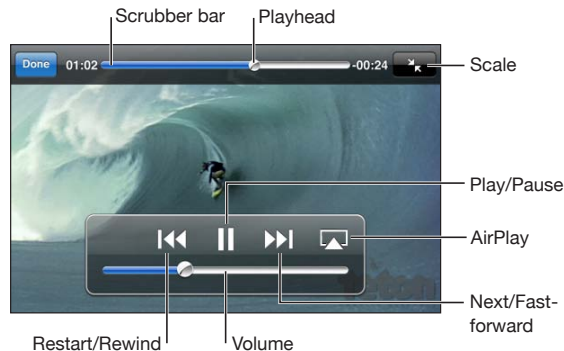 Scrubber bar
Playhead
Done
01:02
-00:24
Scale
Play/Pause
AirPlay
Next/Fast-
forward
Restart/Rewind
Volume